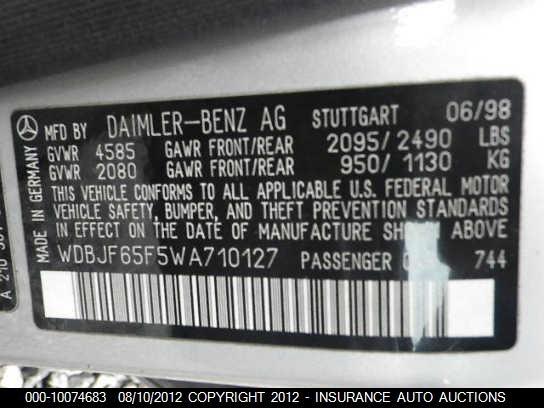 MFD BY DAIMLER-BENZ AG STUTTGART 06/98
GVWR 4585 GAWR FRONT/REAR 2095/2490 LBS
GVWR 2080 GAWR FRONT/REAR 950/1130 KG
THIS VEHICLE CONFORMS TO ALL APPLICABLE U.S. FEDERAL MOTOR
VEHICLE SAFETY, BUMPER, AND THEFT PREVENTION STANDARDS
IN EFFECT ON THE DATE OF MANUFACTURE SHOWN ABOVE.
WDBJF65F5WA710127 PASSENGER 744
MADE IN GERMANY
A 210
000-10074683 08/10/2012 COPYRIGHT 2012 - INSURANCE AUTO AUCTIONS